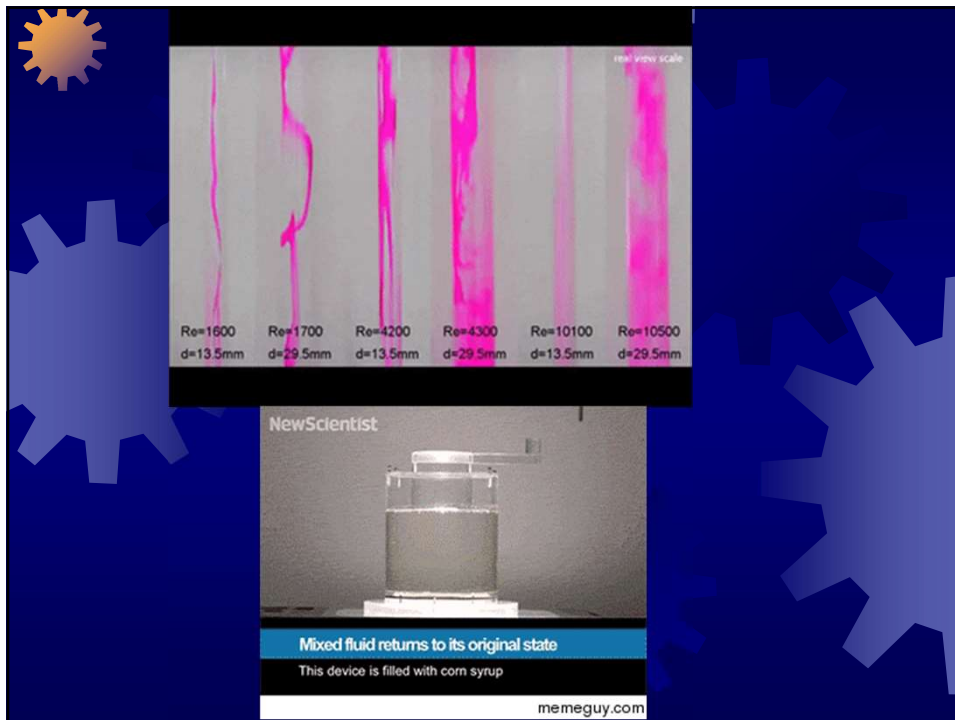 real view scale
Re=1600 Re=1700 Re=4200 Re=4300 Re=10100 Re=10500
d=13.5mm d=29.5mm d=13.5mm d=29.5mm d=13.5mm d=29.5mm
NewScientist
Mixed fluid returns to its original state
This device is filled with corn syrup
memeguy.com